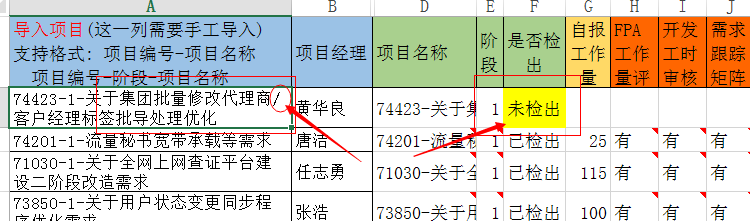 A B D E F G H I J
导入项目(这一列需要手工导入)
支持格式：项目编号-项目名称
项目编号-阶段-项目名称
项目经理
项目名称
阶
段
是否检
出
自报
工作
量
FPA
工作
量评
开发
工时
审核
需求
跟踪
矩阵
74423-1-关于集团批量修改代理商/
客户经理标签批导处理优化
黄华良
74423-关于集
1
未检出
74201-1-流量秘书宽带承载等需求
唐浩
74201-流量秘
1
已检出
25
有
有
有
71030-1-关于全网上网查证平台建
设二阶段改造需求
任志勇
71030-关于全
1
已检出
115
有
有
有
73850-1-关于用户状态变更同步程
序优化需求
张浩
73850-关于用
1
已检出
100
有
有
有